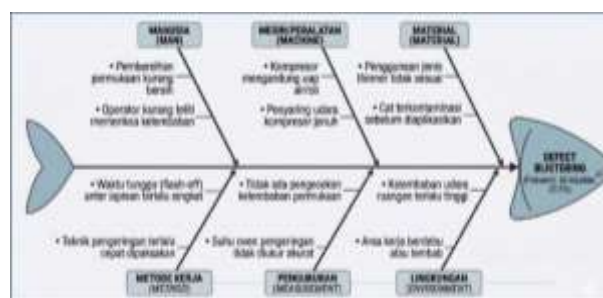 MANUSIA
(MAN)
MESIN/PERALATAN
(MACHINE)
MATERIAL
(MATERIAL)
• Pembersihan
permukaan kurang
bersih
• Operator kurang teliti
memeriksa kelembaban
• Kompresor
mengandung uap
air/oli
• Penyaring udara
kompresor jenuh
• Penggunaan jenis
thinner tidak sesuai
• Cat terkontaminasi
sebelum diaplikasikan
DEFECT
BLISTERING
• Waktu tunggu (flash-off)
antar lapisan terlalu singkat
• Teknik pengeringan terlalu
cepat dipaksakan
• Tidak ada pengecekan
kelembaban permukaan
• Suhu oven pengeringan
tidak diukur akurat
• Kelembaban udara
ruangan terlalu tinggi
• Area kerja berdebu
atau lembab
METODE KERJA
(METHOD)
PENGUKURAN
(MEASUREMENT)
LINGKUNGAN
(ENVIRONMENT)